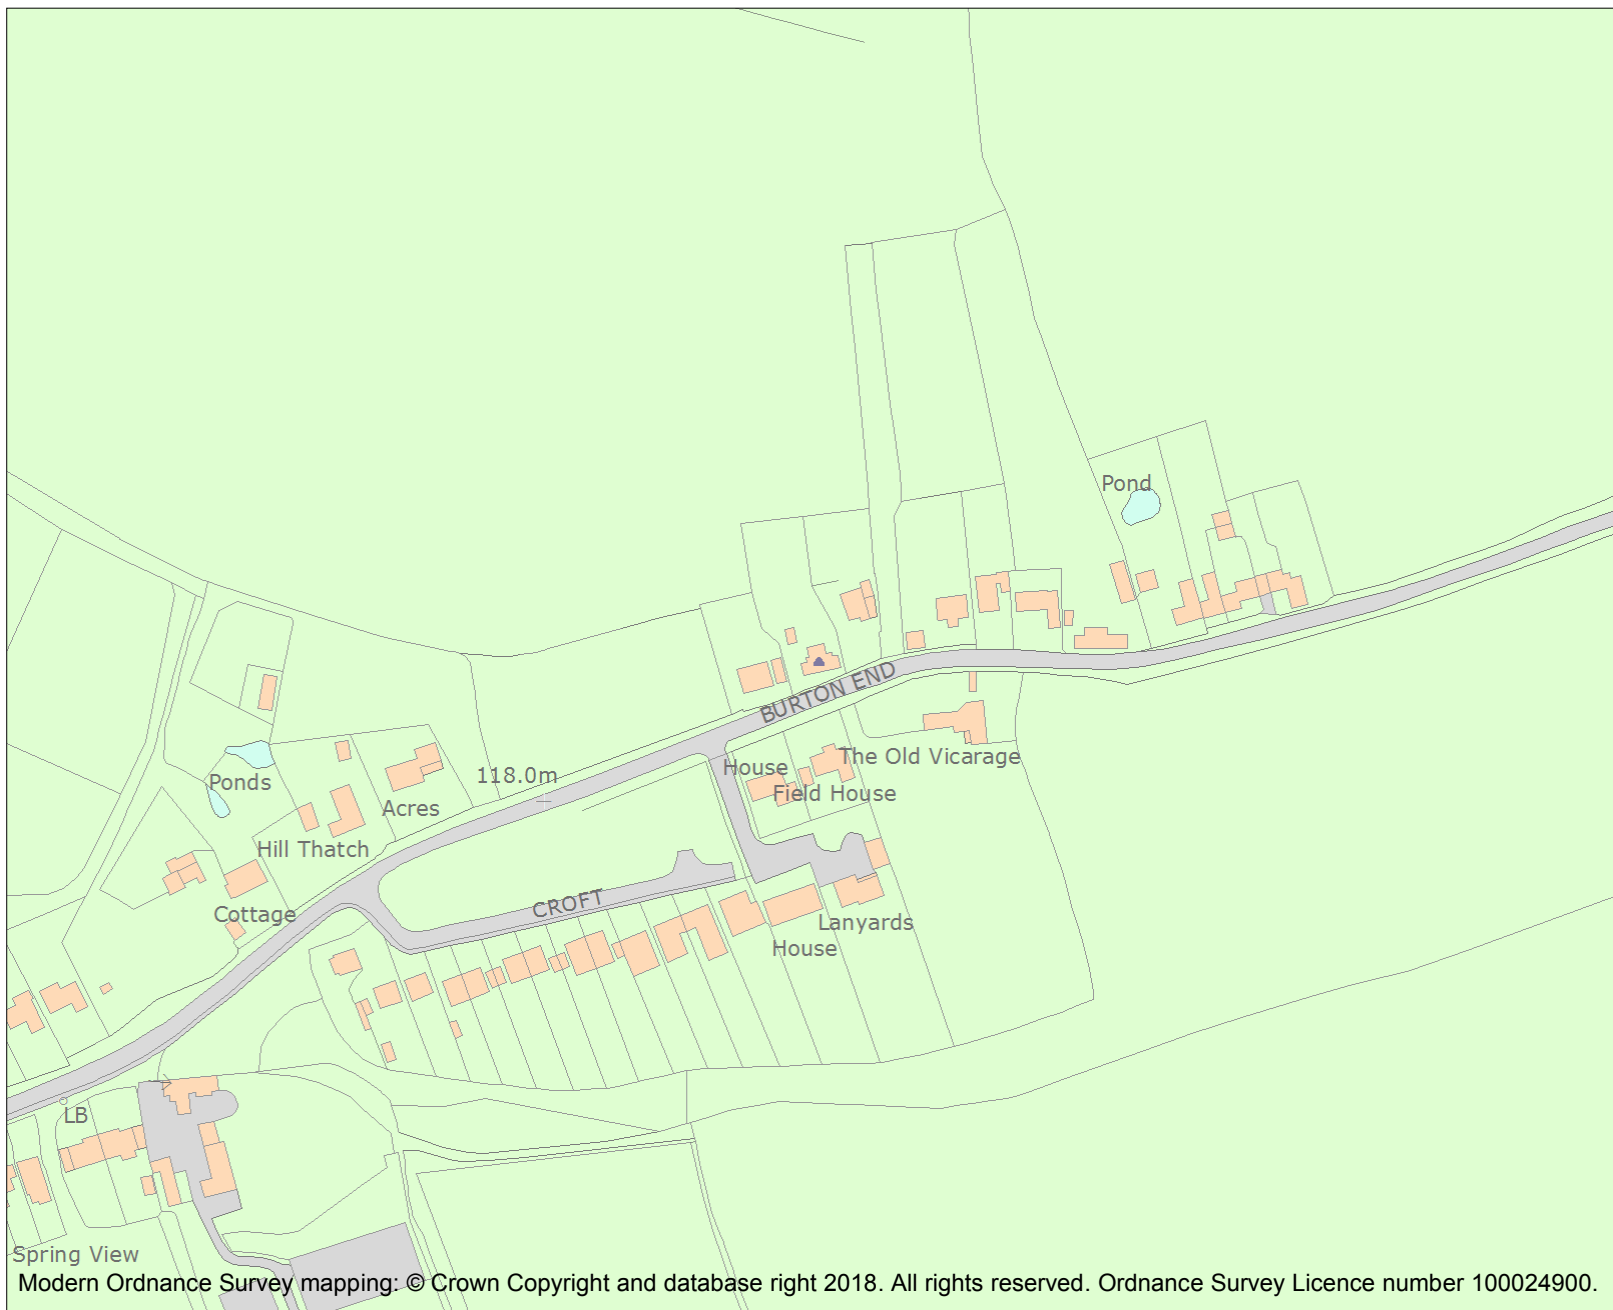 Pond
BURTON END
The Old Vicarage
House
Field House
118.0m
Ponds
Acres
Hill Thatch
CROFT
Cottage
Lanyards
House
LB
Spring View
Modern Ordnance Survey mapping: © Crown Copyright and database right 2018. All rights reserved. Ordnance Survey Licence number 100024900.